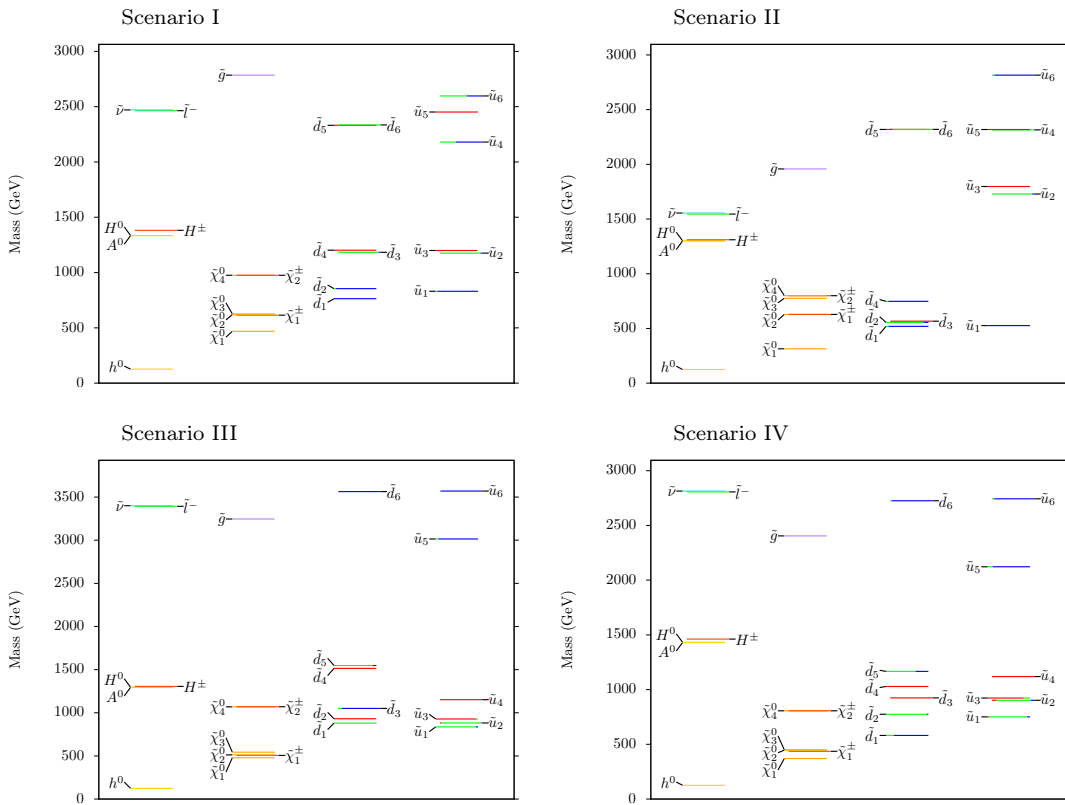 Scenario I
Mass (GeV)
3000
2500
2000
1500
1000
500
0
ν̃
l̃⁻
H⁰
A⁰
H±
h⁰
g̃
χ̃⁰₄
χ̃±₂
χ̃⁰₃
χ̃⁰₂
χ̃±₁
χ̃⁰₁
d̃₅
d̃₆
d̃₄
d̃₃
d̃₂
d̃₁
ũ₆
ũ₅
ũ₄
ũ₃
ũ₂
ũ₁
Scenario II
Mass (GeV)
3000
2500
2000
1500
1000
500
0
ν̃
l̃⁻
H⁰
A⁰
H±
h⁰
g̃
χ̃⁰₄
χ̃⁰₃
χ̃±₂
χ̃⁰₂
χ̃±₁
χ̃⁰₁
d̃₅
d̃₆
d̃₄
d̃₂
d̃₃
d̃₁
ũ₆
ũ₅
ũ₄
ũ₃
ũ₂
ũ₁
Scenario III
Mass (GeV)
3500
3000
2500
2000
1500
1000
500
0
ν̃
l̃⁻
H⁰
A⁰
H±
h⁰
g̃
χ̃⁰₄
χ̃±₂
χ̃⁰₃
χ̃⁰₂
χ̃±₁
χ̃⁰₁
d̃₆
d̃₅
d̃₄
d̃₂
d̃₃
d̃₁
ũ₆
ũ₅
ũ₄
ũ₃
ũ₂
ũ₁
Scenario IV
Mass (GeV)
3000
2500
2000
1500
1000
500
0
ν̃
l̃⁻
H⁰
A⁰
H±
h⁰
g̃
χ̃⁰₄
χ̃±₂
χ̃⁰₃
χ̃⁰₂
χ̃±₁
χ̃⁰₁
d̃₆
d̃₅
d̃₄
d̃₃
d̃₂
d̃₁
ũ₆
ũ₅
ũ₄
ũ₃
ũ₂
ũ₁